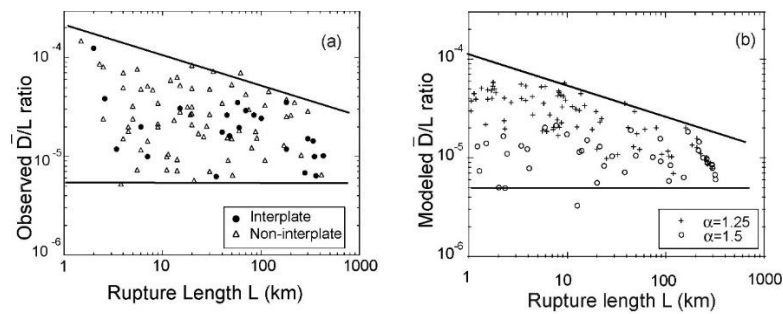 (a)
Observed D̅/L ratio
10⁻⁴
10⁻⁵
10⁻⁶
Interplate
Non-interplate
1 10 100 1000
Rupture Length L (km)
(b)
Modeled D̅/L ratio
10⁻⁴
10⁻⁵
10⁻⁶
α=1.25
α=1.5
1 10 100 1000
Rupture length L (km)